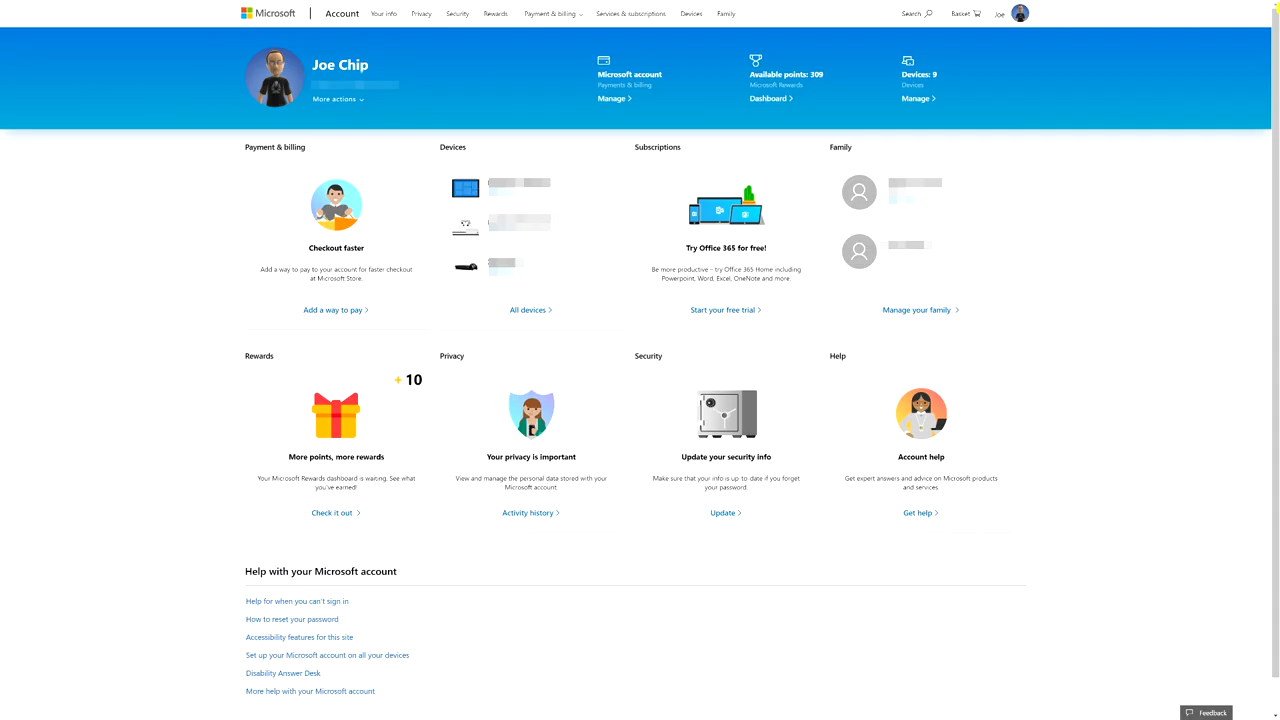 Microsoft | Account Your info Privacy Security Rewards Payment & billing Services & subscriptions Devices Family Search Basket Joe
Joe Chip
More actions
Microsoft account
Payments & billing
Manage
Available points: 309
Microsoft Rewards
Dashboard
Devices: 9
Devices
Manage
Payment & billing
Checkout faster
Add a way to pay to your account for faster checkout
at Microsoft Store.
Add a way to pay
Devices
All devices
Subscriptions
Try Office 365 for free!
Be more productive - try Office 365 Home including
Powerpoint, Word, Excel, OneNote and more.
Start your free trial
Family
Manage your family
Rewards
+ 10
More points, more rewards
Your Microsoft Rewards dashboard is waiting. See what
you've earned!
Check it out
Privacy
Your privacy is important
View and manage the personal data stored with your
Microsoft account
Activity history
Security
Update your security info
Make sure that your info is up-to-date if you forget
your password.
Update
Help
Account help
Get expert answers and advice on Microsoft products
and services.
Get help
Help with your Microsoft account
Help for when you can't sign in
How to reset your password
Accessibility features for this site
Set up your Microsoft account on all your devices
Disability Answer Desk
More help with your Microsoft account
Feedback